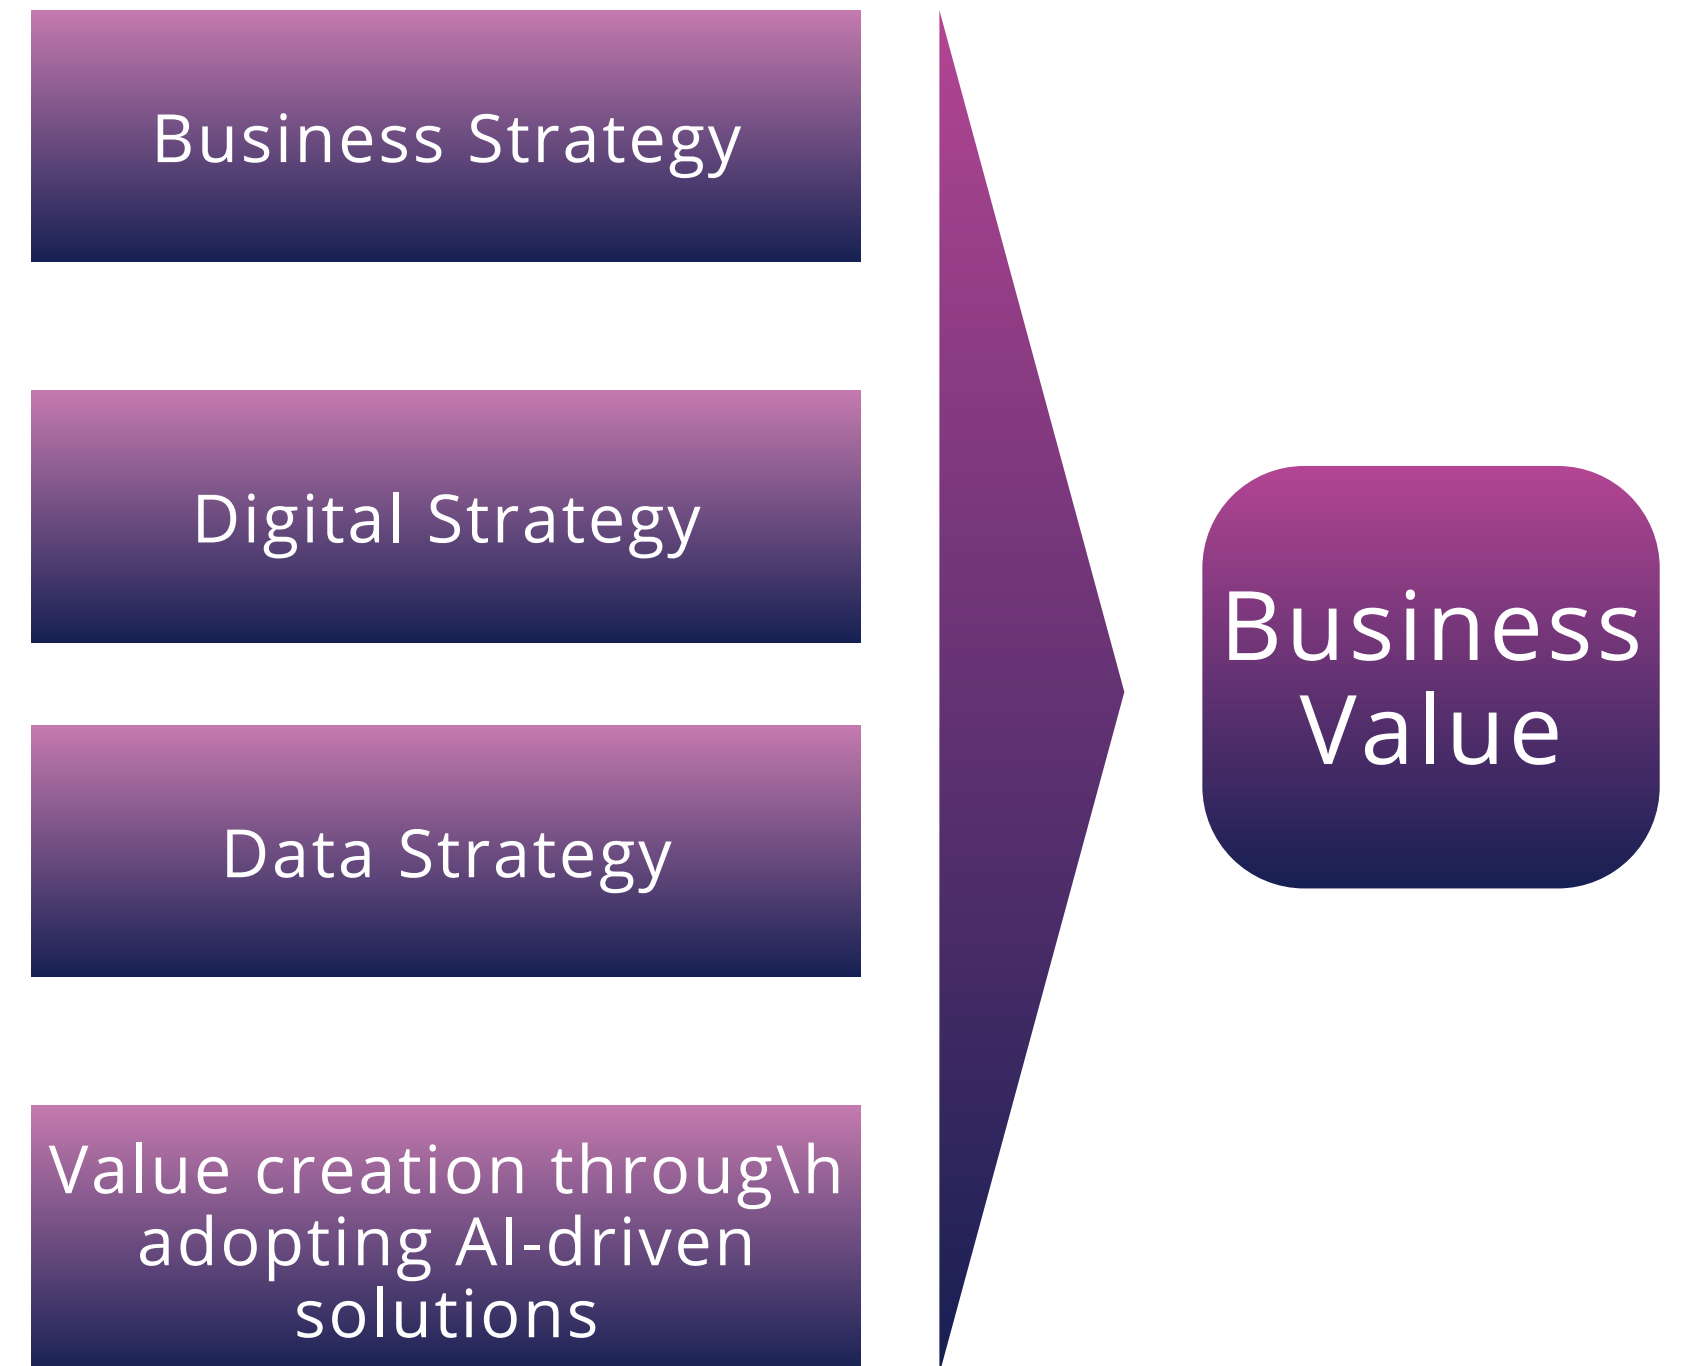 Business Strategy
Digital Strategy
Data Strategy
Value creation throug\h
adopting AI-driven
solutions
Business
Value